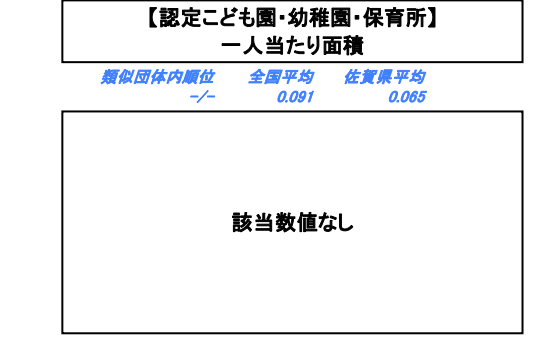 【認定こども園・幼稚園・保育所】
一人当たり面積
類似団体内順位 全国平均 佐賀県平均
-/- 0.091 0.065
該当数値なし